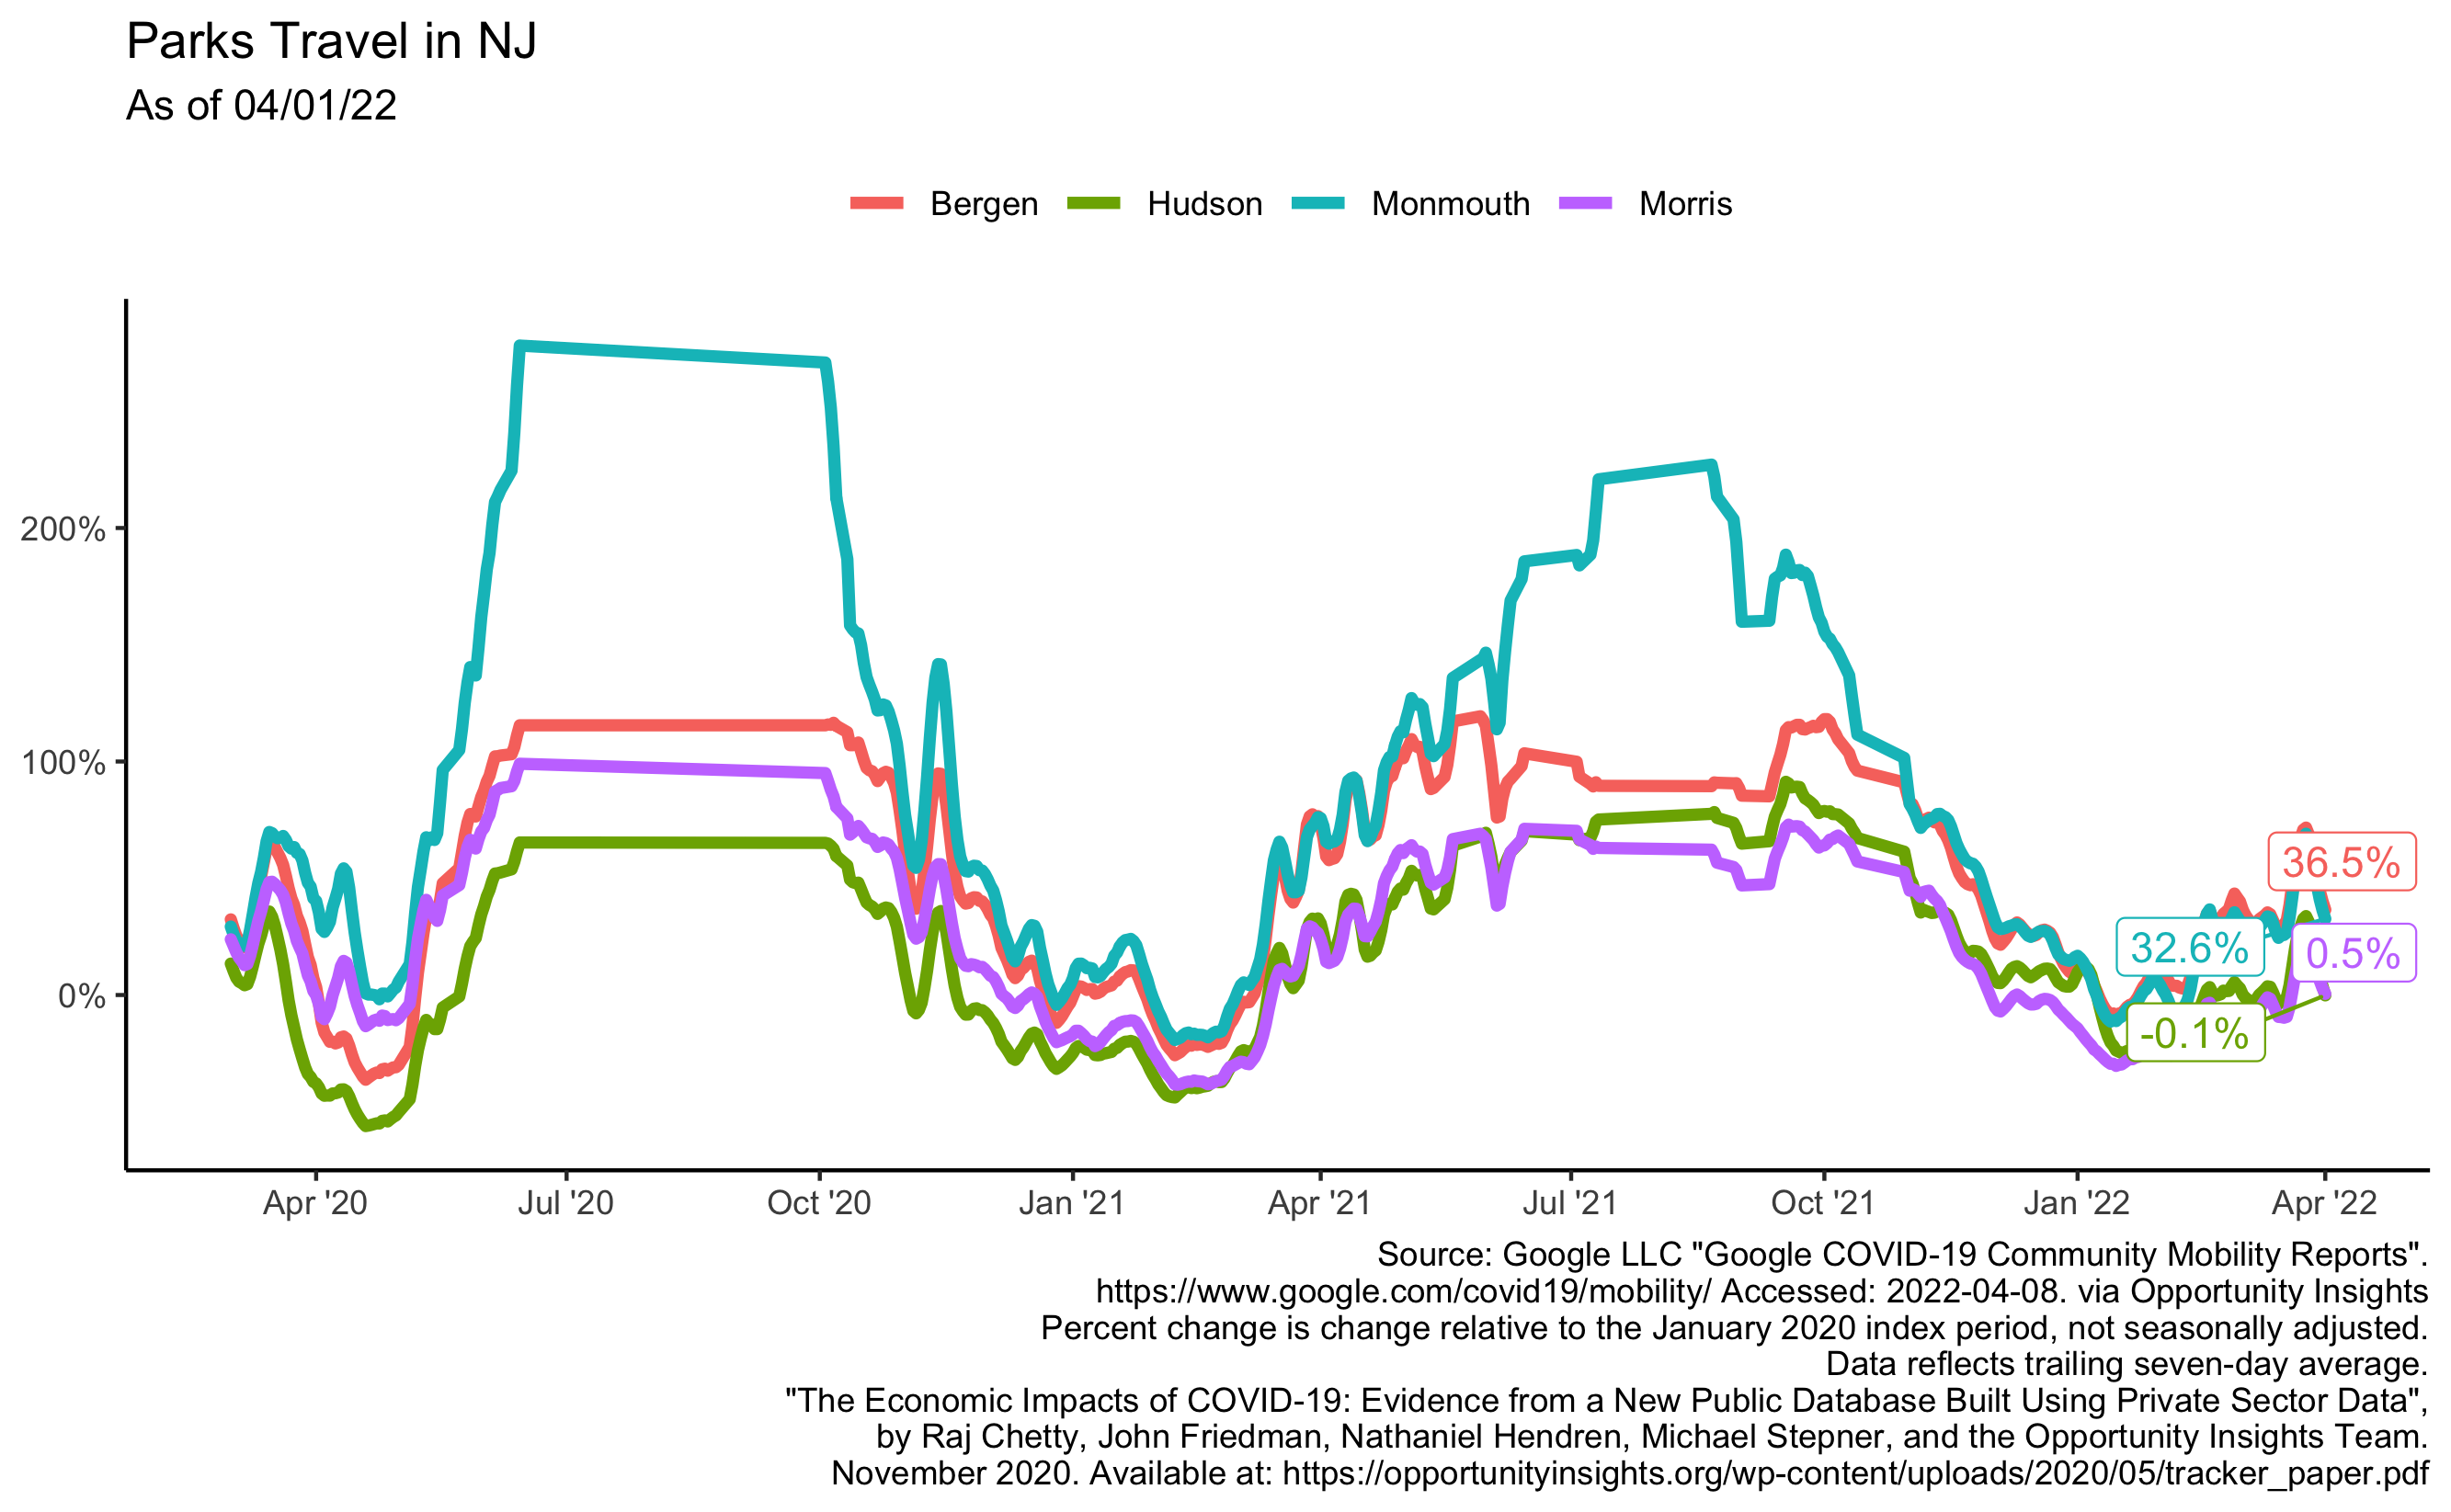 Parks Travel in NJ
As of 04/01/22
Bergen Hudson Monmouth Morris
200%
100%
0%
36.5%
32.6%
0.5%
-0.1%
Apr '20 Jul '20 Oct '20 Jan '21 Apr '21 Jul '21 Oct '21 Jan '22 Apr '22
Source: Google LLC "Google COVID-19 Community Mobility Reports".
https://www.google.com/covid19/mobility/ Accessed: 2022-04-08. via Opportunity Insights
Percent change is change relative to the January 2020 index period, not seasonally adjusted.
Data reflects trailing seven-day average.
"The Economic Impacts of COVID-19: Evidence from a New Public Database Built Using Private Sector Data",
by Raj Chetty, John Friedman, Nathaniel Hendren, Michael Stepner, and the Opportunity Insights Team.
November 2020. Available at: https://opportunityinsights.org/wp-content/uploads/2020/05/tracker_paper.pdf